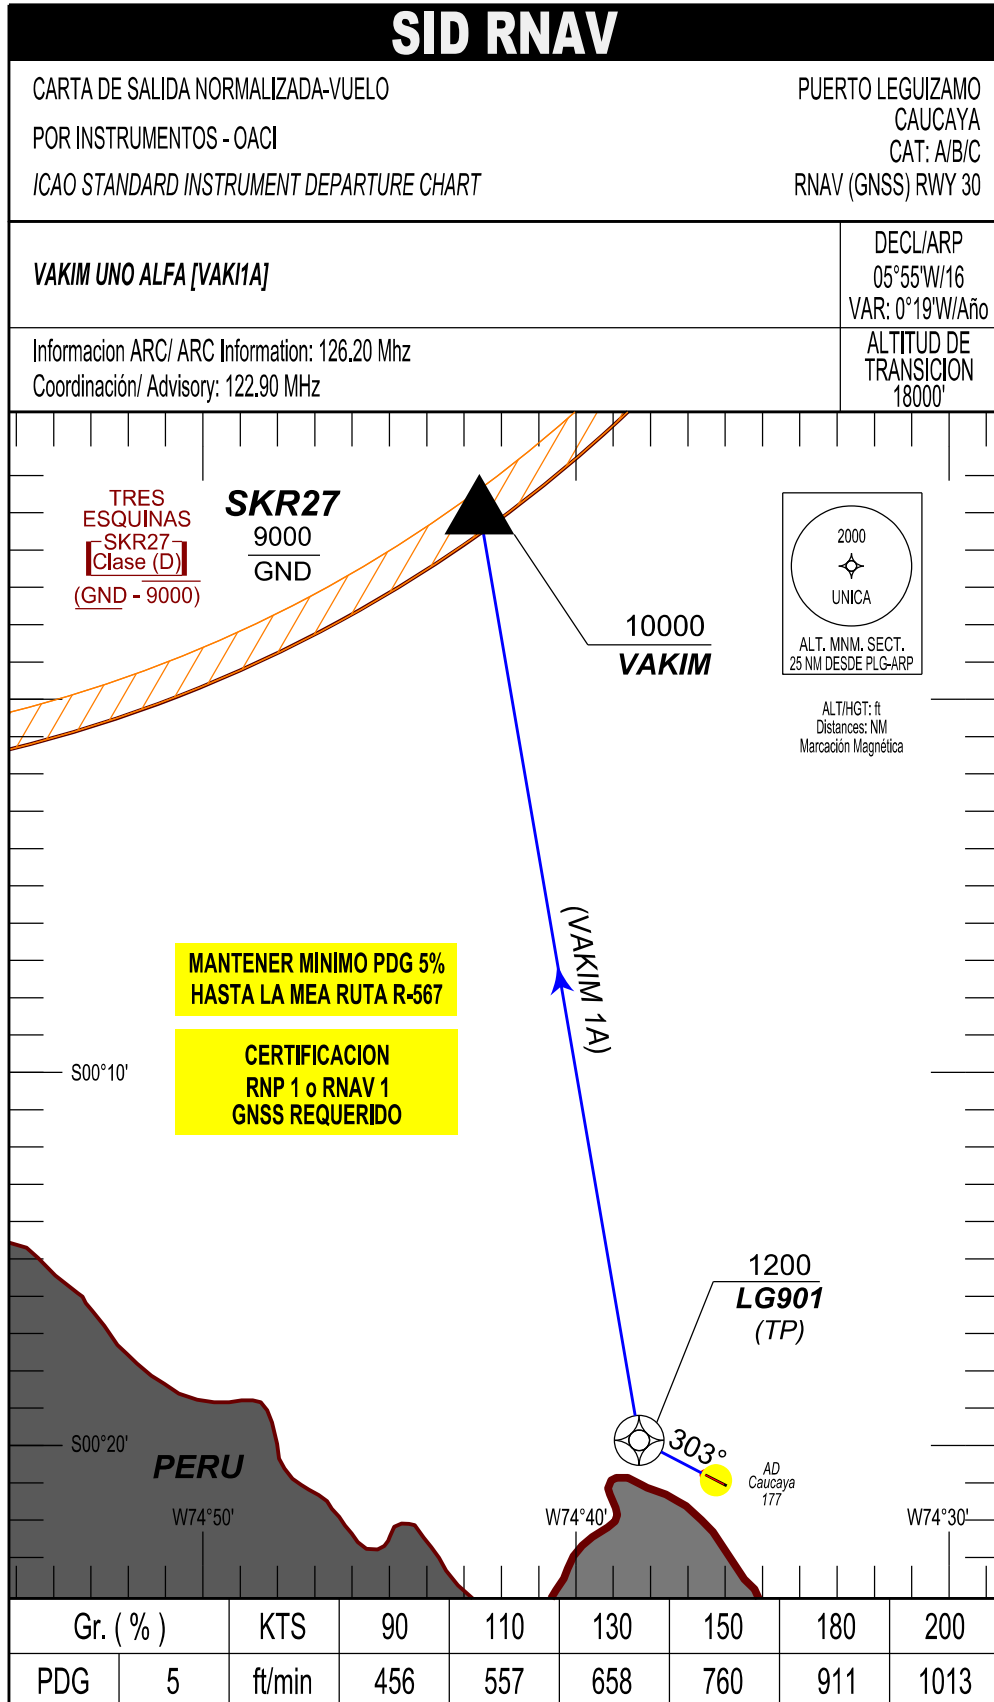 SID RNAV
CARTA DE SALIDA NORMALIZADA-VUELO
POR INSTRUMENTOS - OACI
ICAO STANDARD INSTRUMENT DEPARTURE CHART
PUERTO LEGUIZAMO
CAUCAYA
CAT: A/B/C
RNAV (GNSS) RWY 30
VAKIM UNO ALFA [VAKI1A]
DECL/ARP
05°55'W/16
VAR: 0°19'W/Año
Informacion ARC/ ARC Information: 126.20 Mhz
Coordinación/ Advisory: 122.90 MHz
ALTITUD DE
TRANSICION
18000'
TRES
ESQUINAS
SKR27
Clase (D)
(GND - 9000)
SKR27
9000
GND
10000
VAKIM
2000
UNICA
ALT. MNM. SECT.
25 NM DESDE PLG-ARP
ALT/HGT: ft
Distances: NM
Marcación Magnética
(VAKIM 1A)
MANTENER MINIMO PDG 5%
HASTA LA MEA RUTA R-567
CERTIFICACION
RNP 1 o RNAV 1
GNSS REQUERIDO
S00°10'
1200
LG901
(TP)
303°
S00°20'
PERU
AD
Caucaya
177
W74°50'
W74°40'
W74°30'
Gr. ( % ) KTS 90 110 130 150 180 200
PDG 5 ft/min 456 557 658 760 911 1013